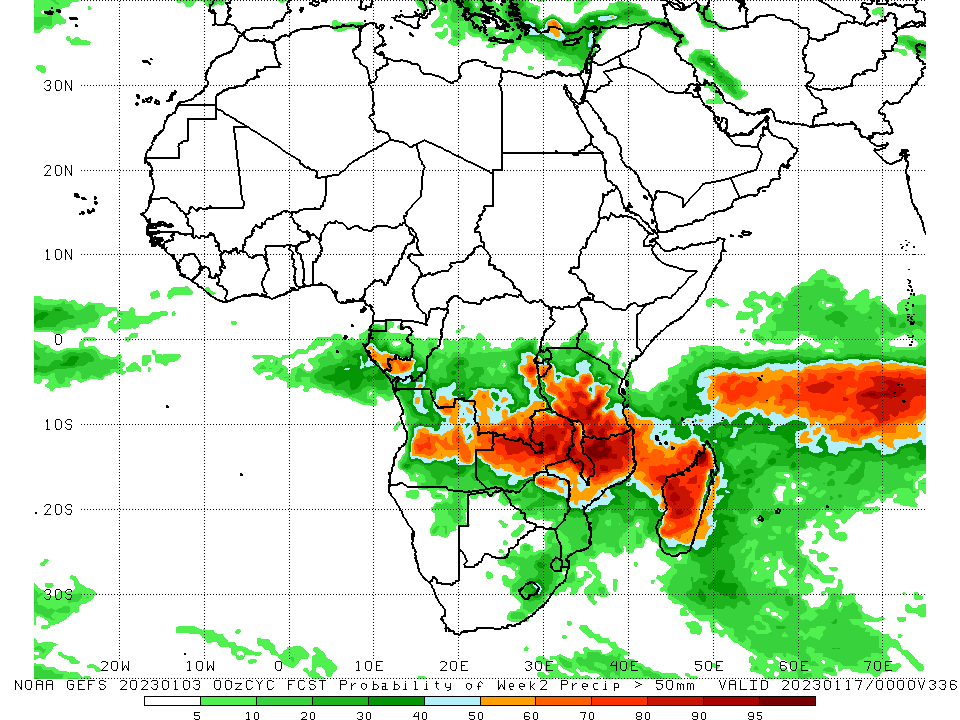 30N
20N
10N
0
10S
20S
30S
20W 10W 0 10E 20E 30E 40E 50E 60E 70E
NOAA GEFS 20230103 00zCYC FCST Probability of Week2 Precip > 50mm VALID 20230117/0000V336
5 10 20 30 40 50 60 70 80 90 95